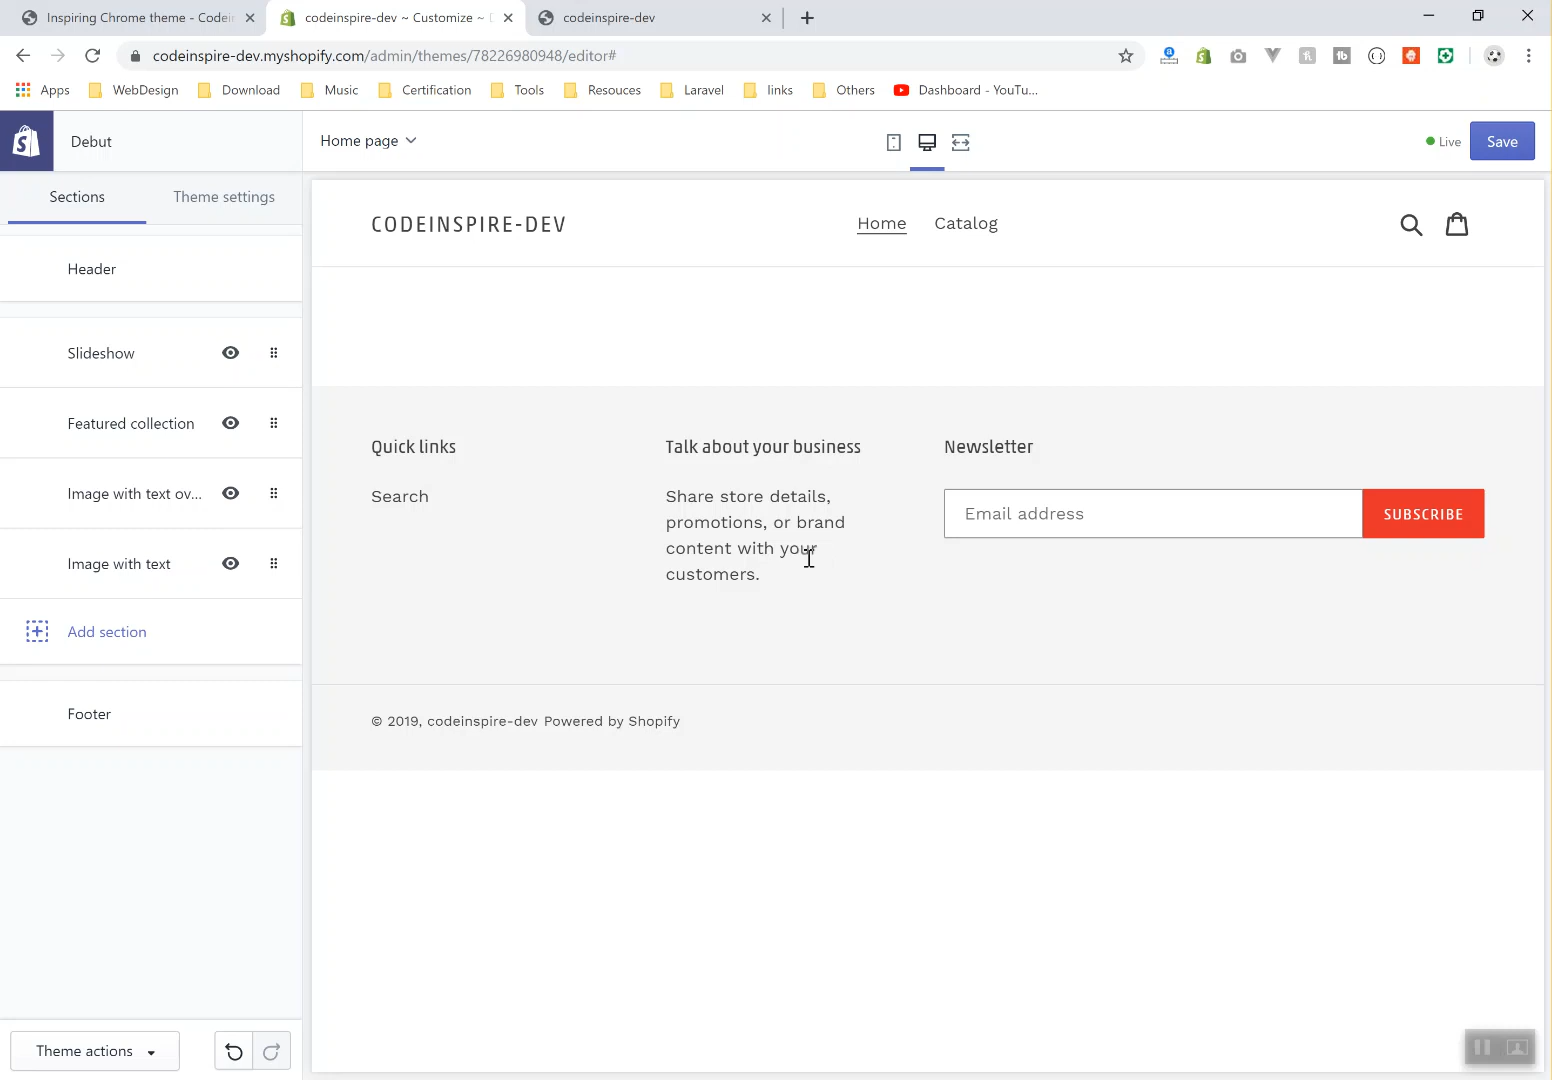 Inspiring Chrome theme - Codei
codeinspire-dev ~ Customize ~
codeinspire-dev
codeinspire-dev.myshopify.com/admin/themes/78226980948/editor#
Apps
WebDesign
Download
Music
Certification
Tools
Resouces
Laravel
links
Others
Dashboard - YouTu...
Debut
Home page
Live
Save
Sections
Theme settings
Header
Slideshow
Featured collection
Image with text ov...
Image with text
Add section
Footer
Theme actions
CODEINSPIRE-DEV
Home
Catalog
Quick links
Search
Talk about your business
Share store details,
promotions, or brand
content with your
customers.
Newsletter
Email address
SUBSCRIBE
© 2019, codeinspire-dev Powered by Shopify